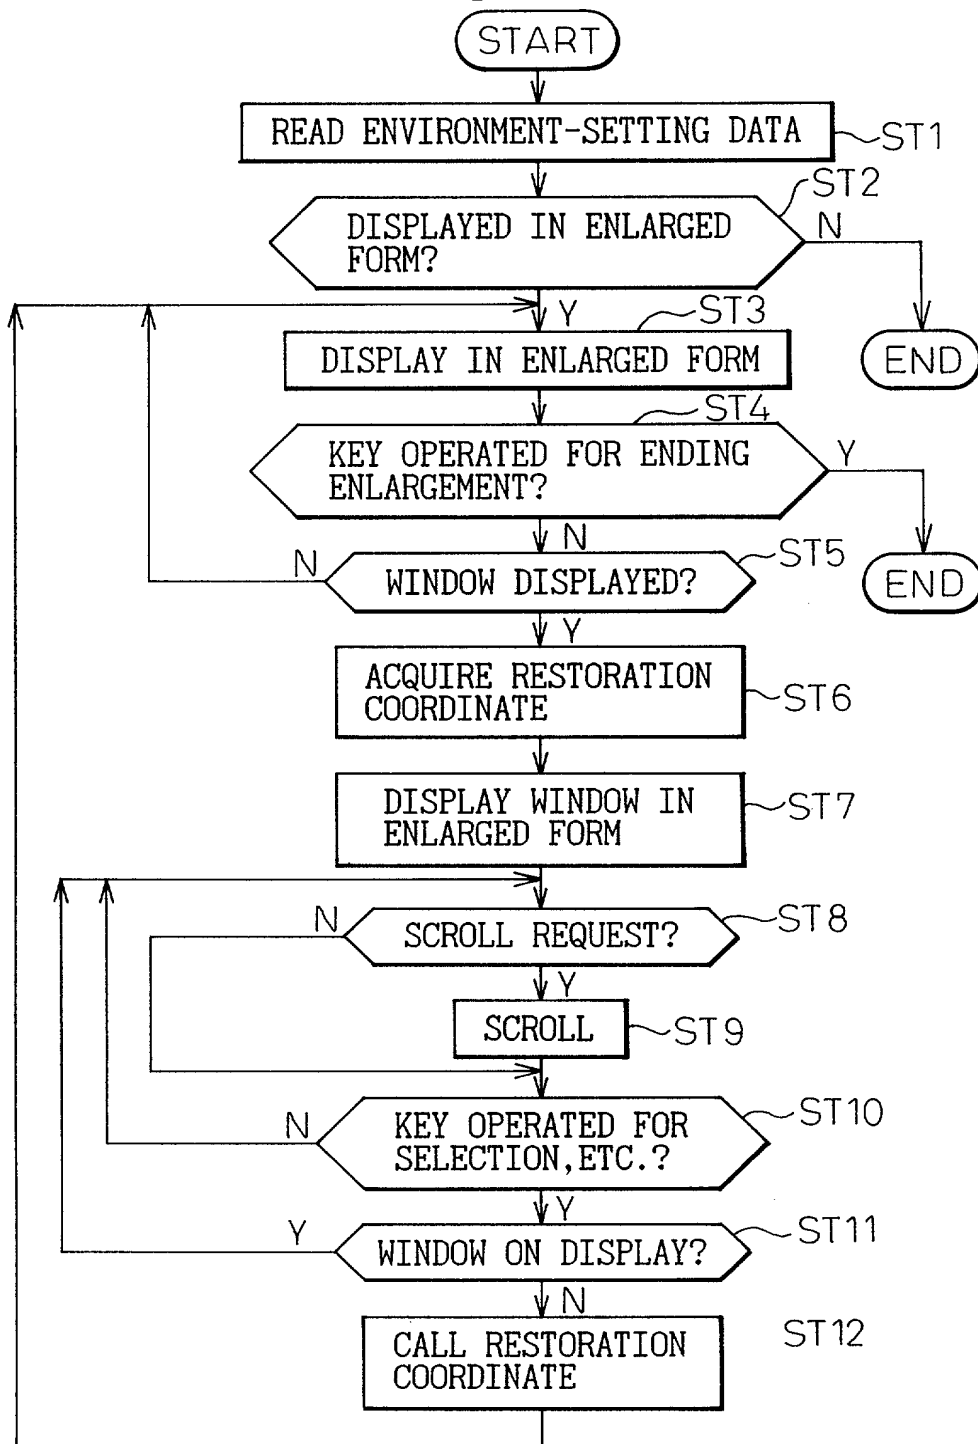 START
READ ENVIRONMENT-SETTING DATA
ST1
ST2
DISPLAYED IN ENLARGED
FORM?
N
Y
ST3
DISPLAY IN ENLARGED FORM
END
ST4
KEY OPERATED FOR ENDING
ENLARGEMENT?
Y
N
N
WINDOW DISPLAYED?
ST5
END
Y
ACQUIRE RESTORATION
COORDINATE
ST6
DISPLAY WINDOW IN
ENLARGED FORM
ST7
N
SCROLL REQUEST?
ST8
Y
SCROLL
ST9
N
KEY OPERATED FOR
SELECTION,ETC.?
ST10
Y
Y
WINDOW ON DISPLAY?
ST11
N
CALL RESTORATION
COORDINATE
ST12